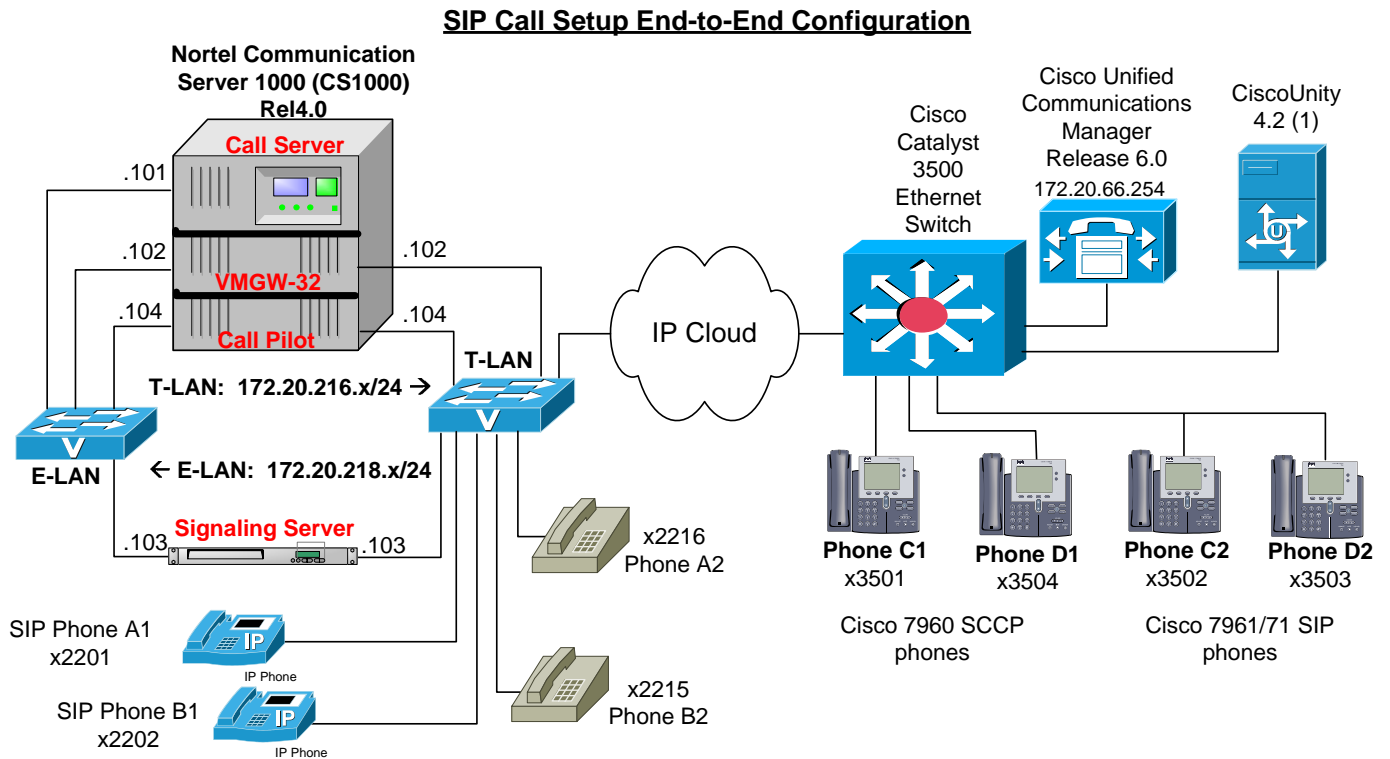 SIP Call Setup End-to-End Configuration
Nortel Communication
Server 1000 (CS1000)
Rel4.0
Call Server
VMGW-32
Call Pilot
.101
.102
.104
.102
.104
T-LAN
T-LAN: 172.20.216.x/24 →
← E-LAN: 172.20.218.x/24
V
E-LAN
V
Signaling Server
.103
.103
SIP Phone A1
x2201
IP
IP Phone
SIP Phone B1
x2202
IP
IP Phone
x2216
Phone A2
x2215
Phone B2
IP Cloud
Cisco
Catalyst
3500
Ethernet
Switch
Cisco Unified
Communications
Manager
Release 6.0
172.20.66.254
CiscoUnity
4.2 (1)
U
Phone C1
x3501
Phone D1
x3504
Phone C2
x3502
Phone D2
x3503
Cisco 7960 SCCP
phones
Cisco 7961/71 SIP
phones